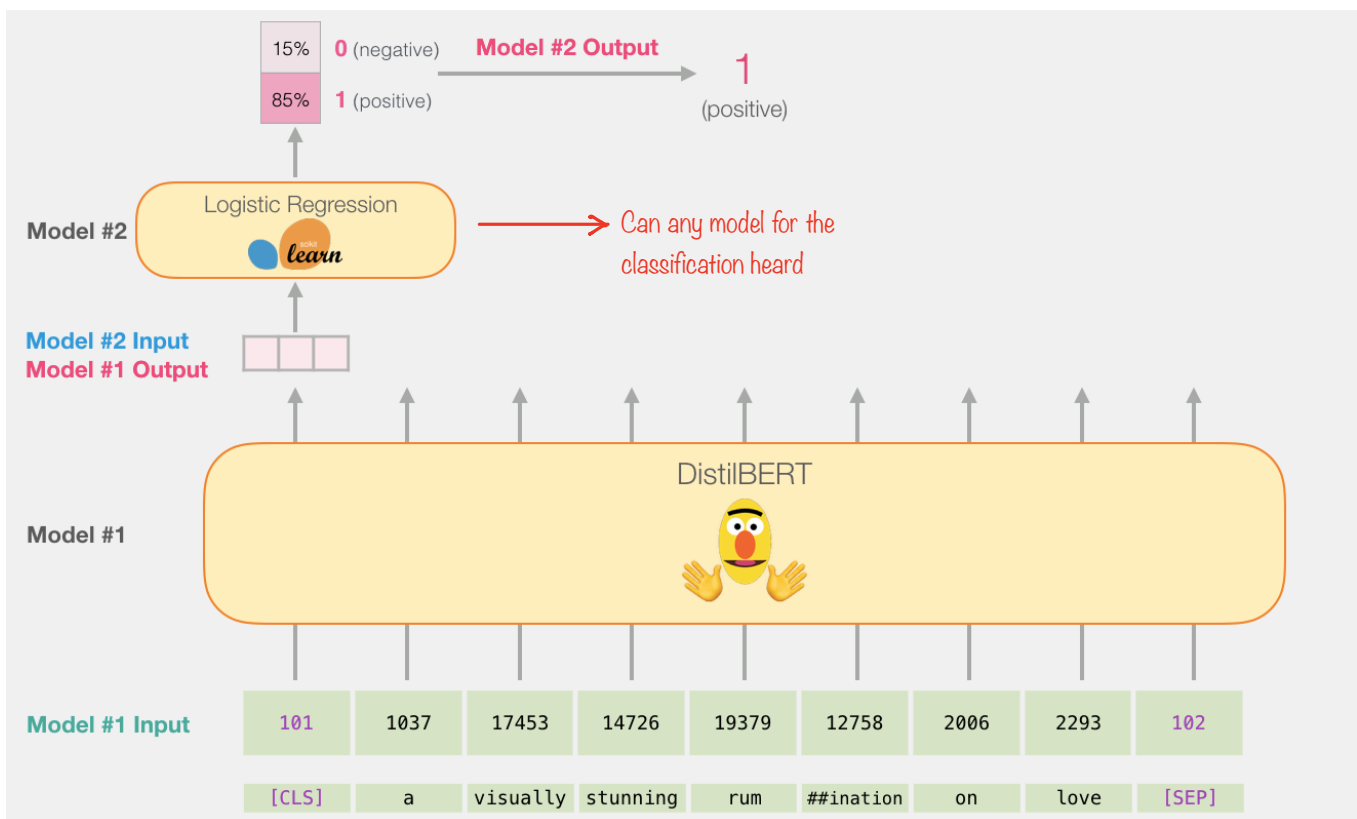 15% 0 (negative) Model #2 Output 1
85% 1 (positive) (positive)
Logistic Regression
Model #2
scikit
learn
Can any model for the
classification heard
Model #2 Input
Model #1 Output
DistilBERT
Model #1
Model #1 Input 101 1037 17453 14726 19379 12758 2006 2293 102
[CLS] a visually stunning rum ##ination on love [SEP]